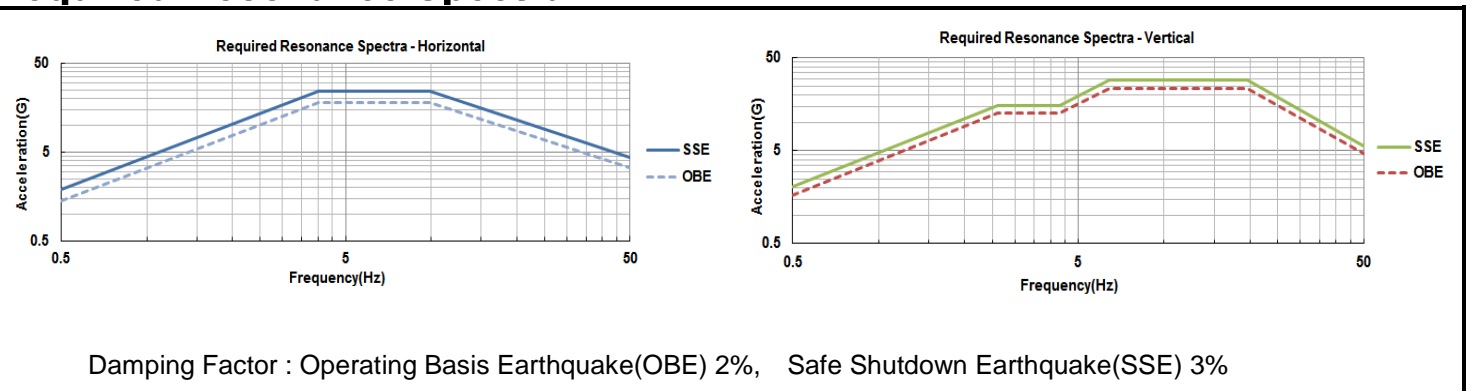 Required Resonance Spectra - Horizontal
50
5
0.5
Acceleration(G)
0.5 5 50
Frequency(Hz)
SSE
OBE
Required Resonance Spectra - Vertical
50
5
0.5
Acceleration(G)
0.5 5 50
Frequency(Hz)
SSE
OBE
Damping Factor : Operating Basis Earthquake(OBE) 2%, Safe Shutdown Earthquake(SSE) 3%